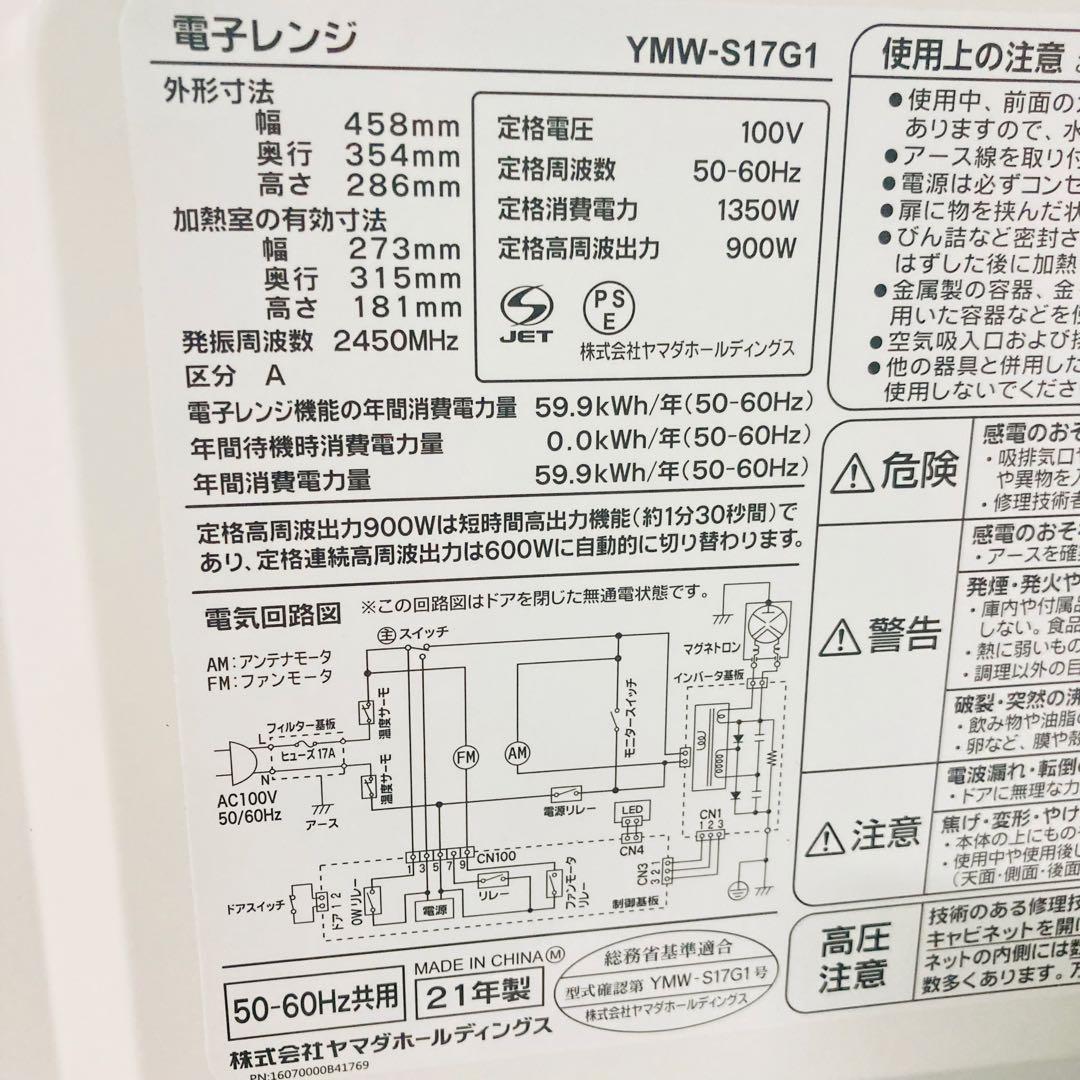 電子レンジ YMW-S17G1
外形寸法
幅 458mm
奥行 354mm
高さ 286mm
加熱室の有効寸法
幅 273mm
奥行 315mm
高さ 181mm
発振周波数 2450MHz
区分 A
定格電圧 100V
定格周波数 50-60Hz
定格消費電力 1350W
定格高周波出力 900W
JET
PS
E
株式会社ヤマダホールディングス
電子レンジ機能の年間消費電力量 59.9kWh/年(50-60Hz)
年間待機時消費電力量 0.0kWh/年(50-60Hz)
年間消費電力量 59.9kWh/年(50-60Hz)
定格高周波出力900Wは短時間高出力機能(約1分30秒間)で
あり、定格連続高周波出力は600Wに自動的に切り替わります。
電気回路図 ※この回路図はドアを閉じた無通電状態です。
AM:アンテナモータ
FM:ファンモータ
主 スイッチ
マグネトロン
インバータ基板
温度サーモ
フィルター基板
L
ヒューズ17A
N
温度サーモ
AC100V
50/60Hz
アース
FM
AM
モニタースイッチ
電源リレー
LED
CN4
CN1
1 2 3
CN100
1 3 5 7 9
CN3
3 2 1
ドアスイッチ
ドア 1 2
OWリレー
電源
リレー
ファンモータ
リレー
制御基板
50-60Hz共用
MADE IN CHINA M
21年製
総務省基準適合
型式確認第 YMW-S17G1号
株式会社ヤマダホールディングス
株式会社ヤマダホールディングス
PN:16070000B41769
使用上の注意
●使用中、前面の
ありますので、水
●アース線を取り付
●電源は必ずコンセ
●扉に物を挟んだ状
●びん詰など密封さ
はずした後に加熱
●金属製の容器、金
用いた容器などを使
●空気吸入口および排
●他の器具と併用した
使用しないでくださ
危険
感電のおそ
・吸排気口や
や異物を入
・修理技術者
警告
感電のおそ
・アースを確
発煙・発火や
・庫内や付属品
しない。食品
・熱に弱いもの
・調理以外の目
破裂・突然の沸
・飲み物や油脂
・卵など、膜や殻
注意
電波漏れ・転倒の
・ドアに無理な力
焦げ・変形・やけ
・本体の上にもの
・使用中や使用後し
(天面・側面・後面
高圧
注意
技術のある修理技
キャビネットを開
ネットの内側には
数多くあります。万